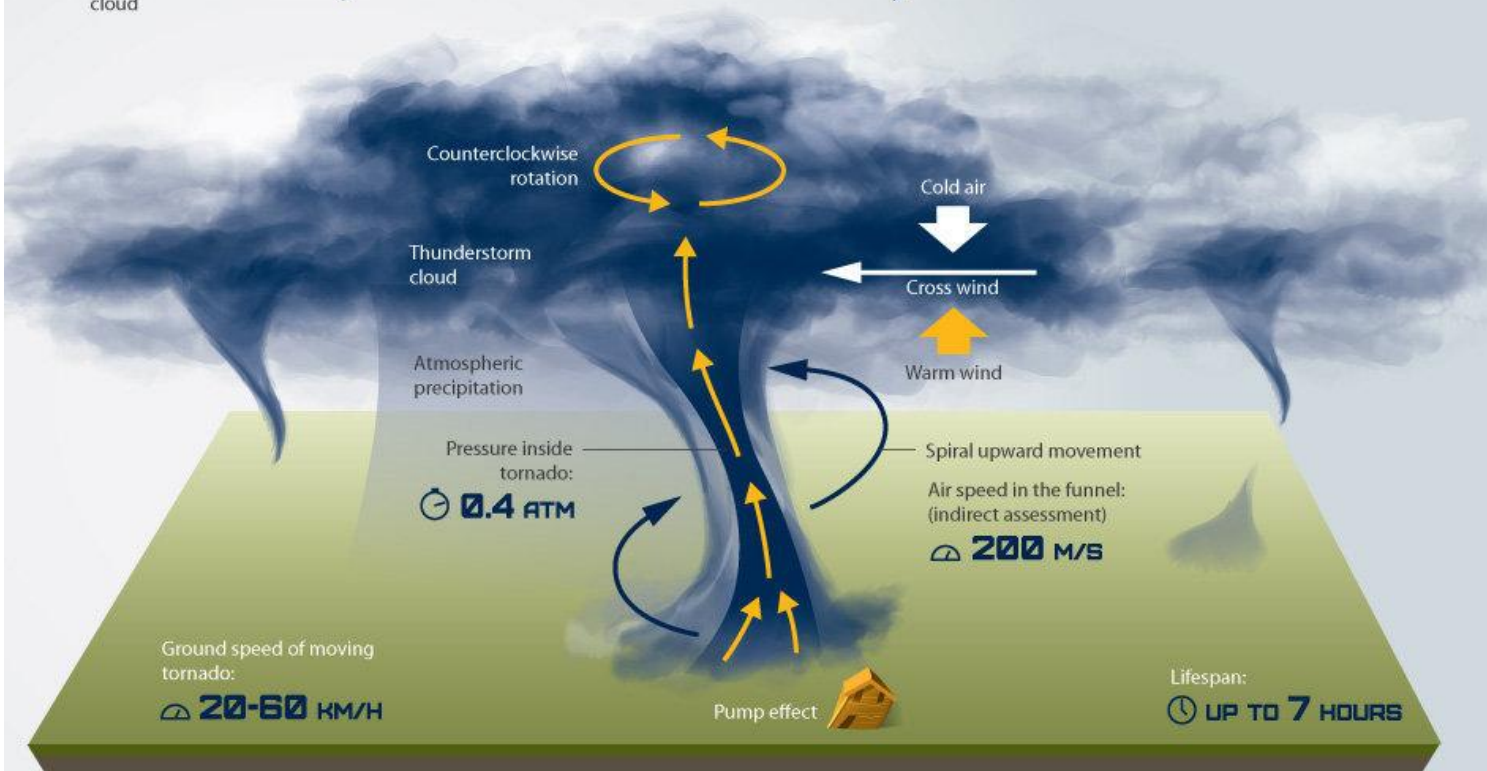 cloud
Counterclockwise
rotation
Cold air
Thunderstorm
cloud
Cross wind
Atmospheric
precipitation
Warm wind
Pressure inside
tornado:
0.4 ATM
Spiral upward movement
Air speed in the funnel:
(indirect assessment)
200 M/S
Ground speed of moving
tornado:
20-60 KM/H
Pump effect
Lifespan:
UP TO 7 HOURS